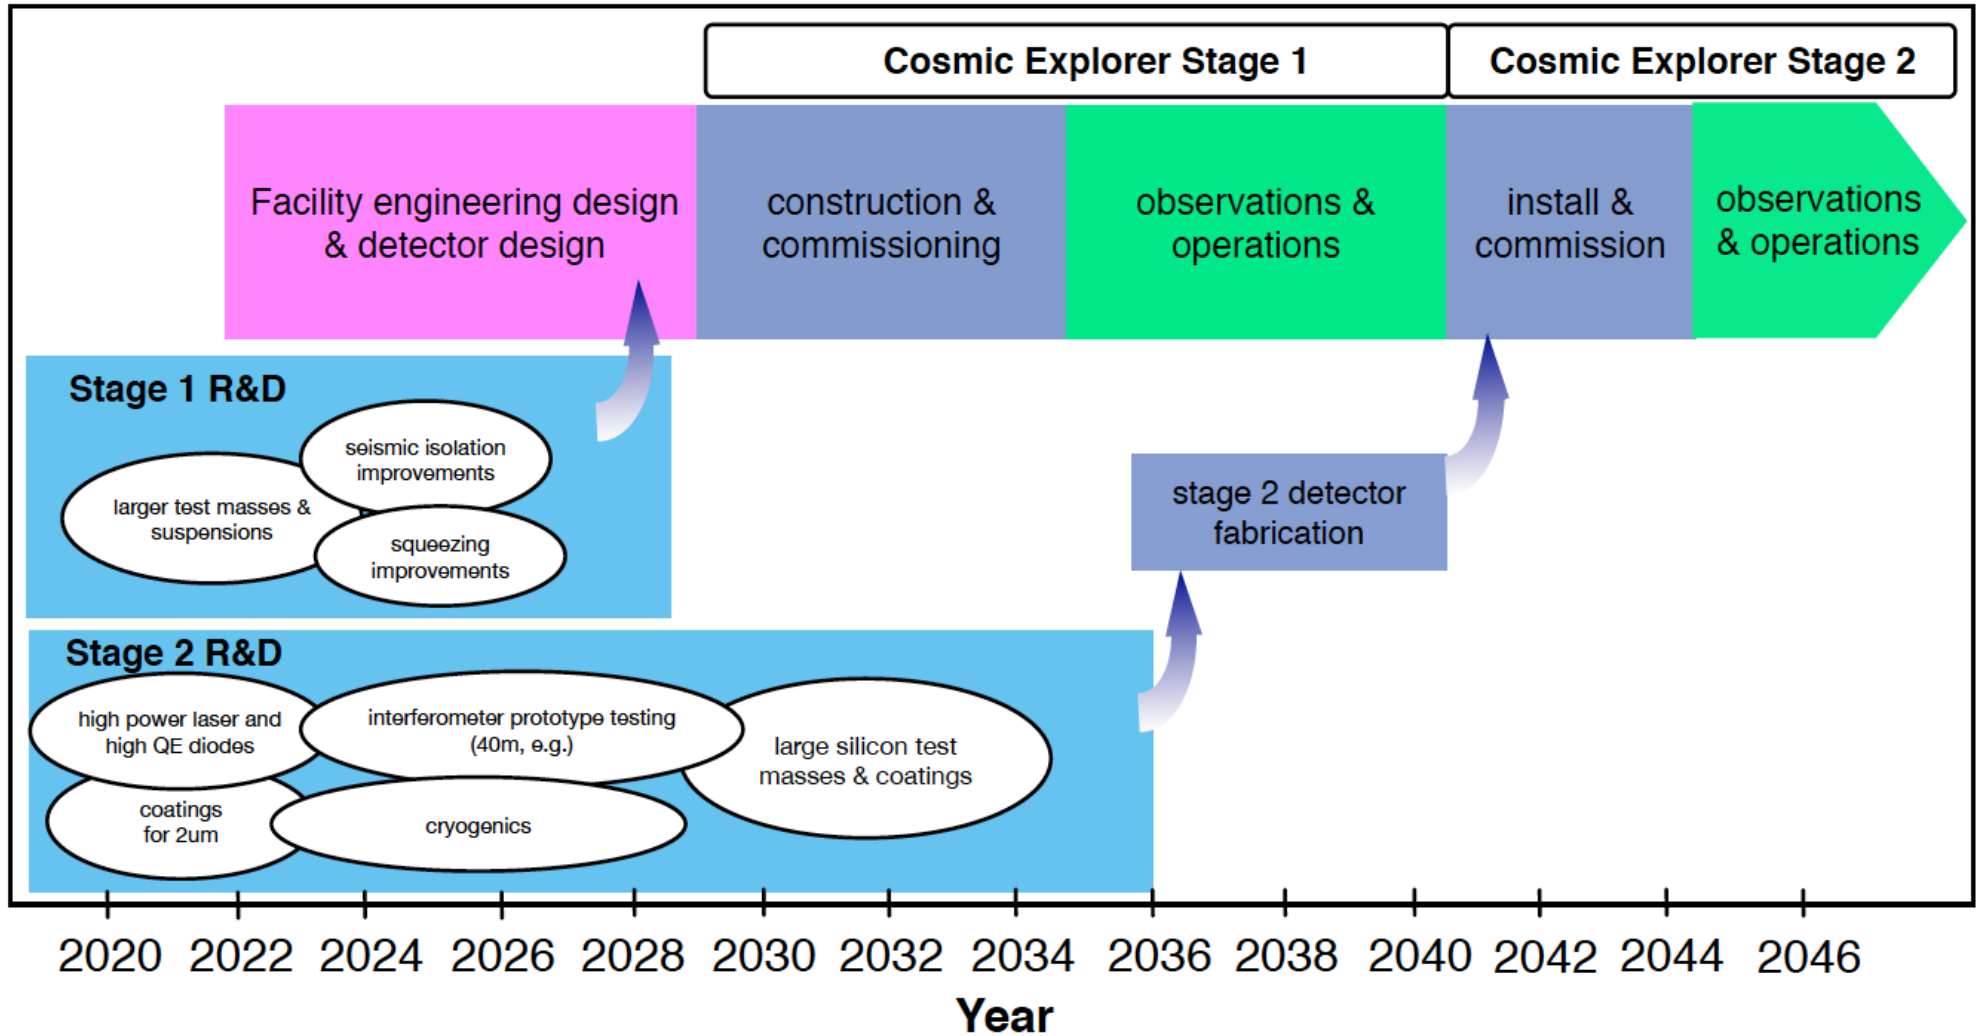 Cosmic Explorer Stage 1
Cosmic Explorer Stage 2
Facility engineering design
& detector design
construction &
commissioning
observations &
operations
install &
commission
observations
& operations
Stage 1 R&D
seismic isolation
improvements
larger test masses &
suspensions
squeezing
improvements
stage 2 detector
fabrication
Stage 2 R&D
high power laser and
high QE diodes
interferometer prototype testing
(40m, e.g.)
large silicon test
masses & coatings
coatings
for 2um
cryogenics
2020 2022 2024 2026 2028 2030 2032 2034 2036 2038 2040 2042 2044 2046
Year